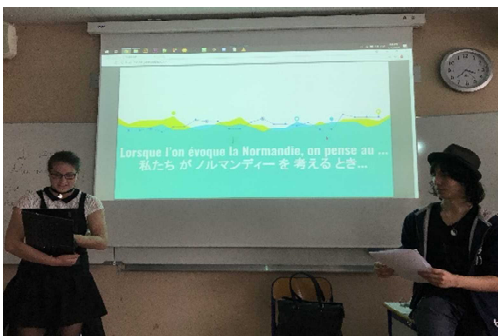 Lorsque l'on évoque la Normandie, on pense au ...
私たち が ノルマンディー を 考える とき...